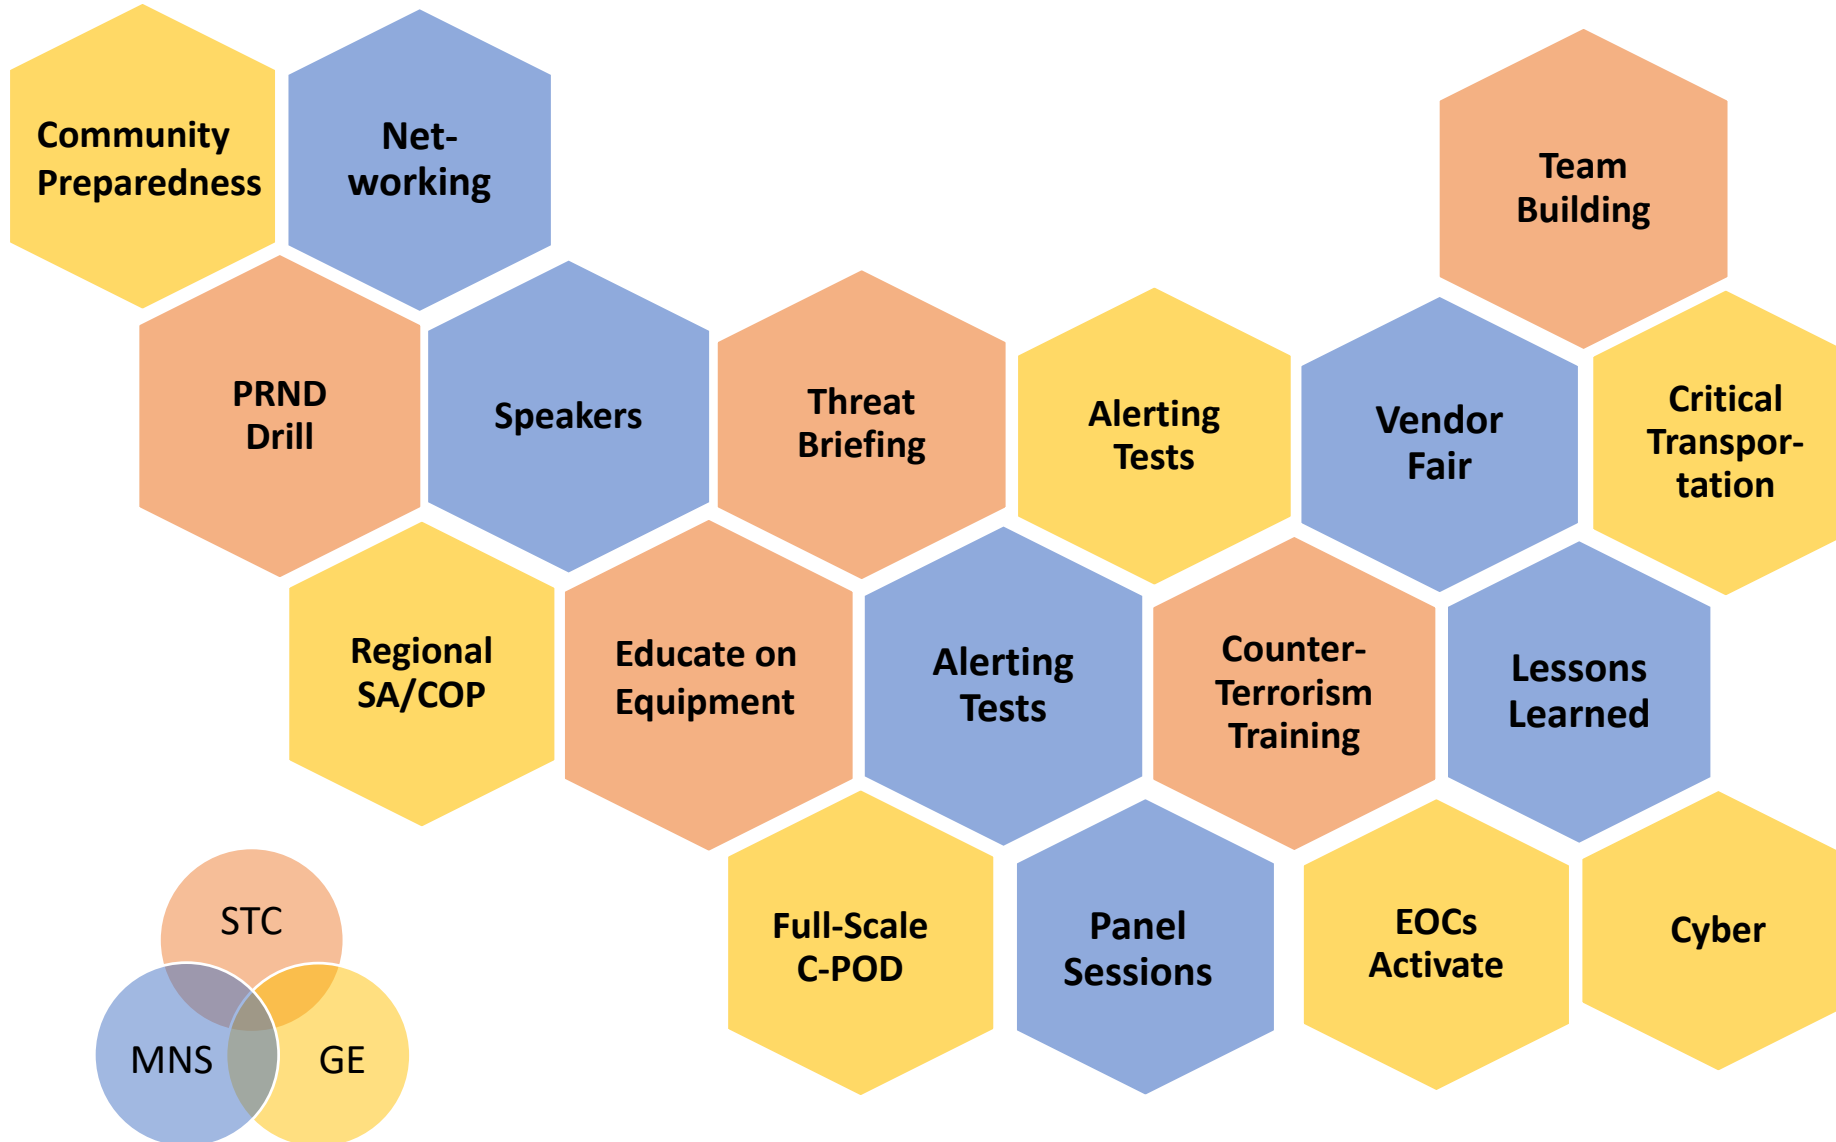 Community
Preparedness
Net-
working
Team
Building
PRND
Drill
Speakers
Threat
Briefing
Alerting
Tests
Vendor
Fair
Critical
Transpor-
tation
Regional
SA/COP
Educate on
Equipment
Alerting
Tests
Counter-
Terrorism
Training
Lessons
Learned
Full-Scale
C-POD
Panel
Sessions
EOCs
Activate
Cyber
STC
MNS
GE